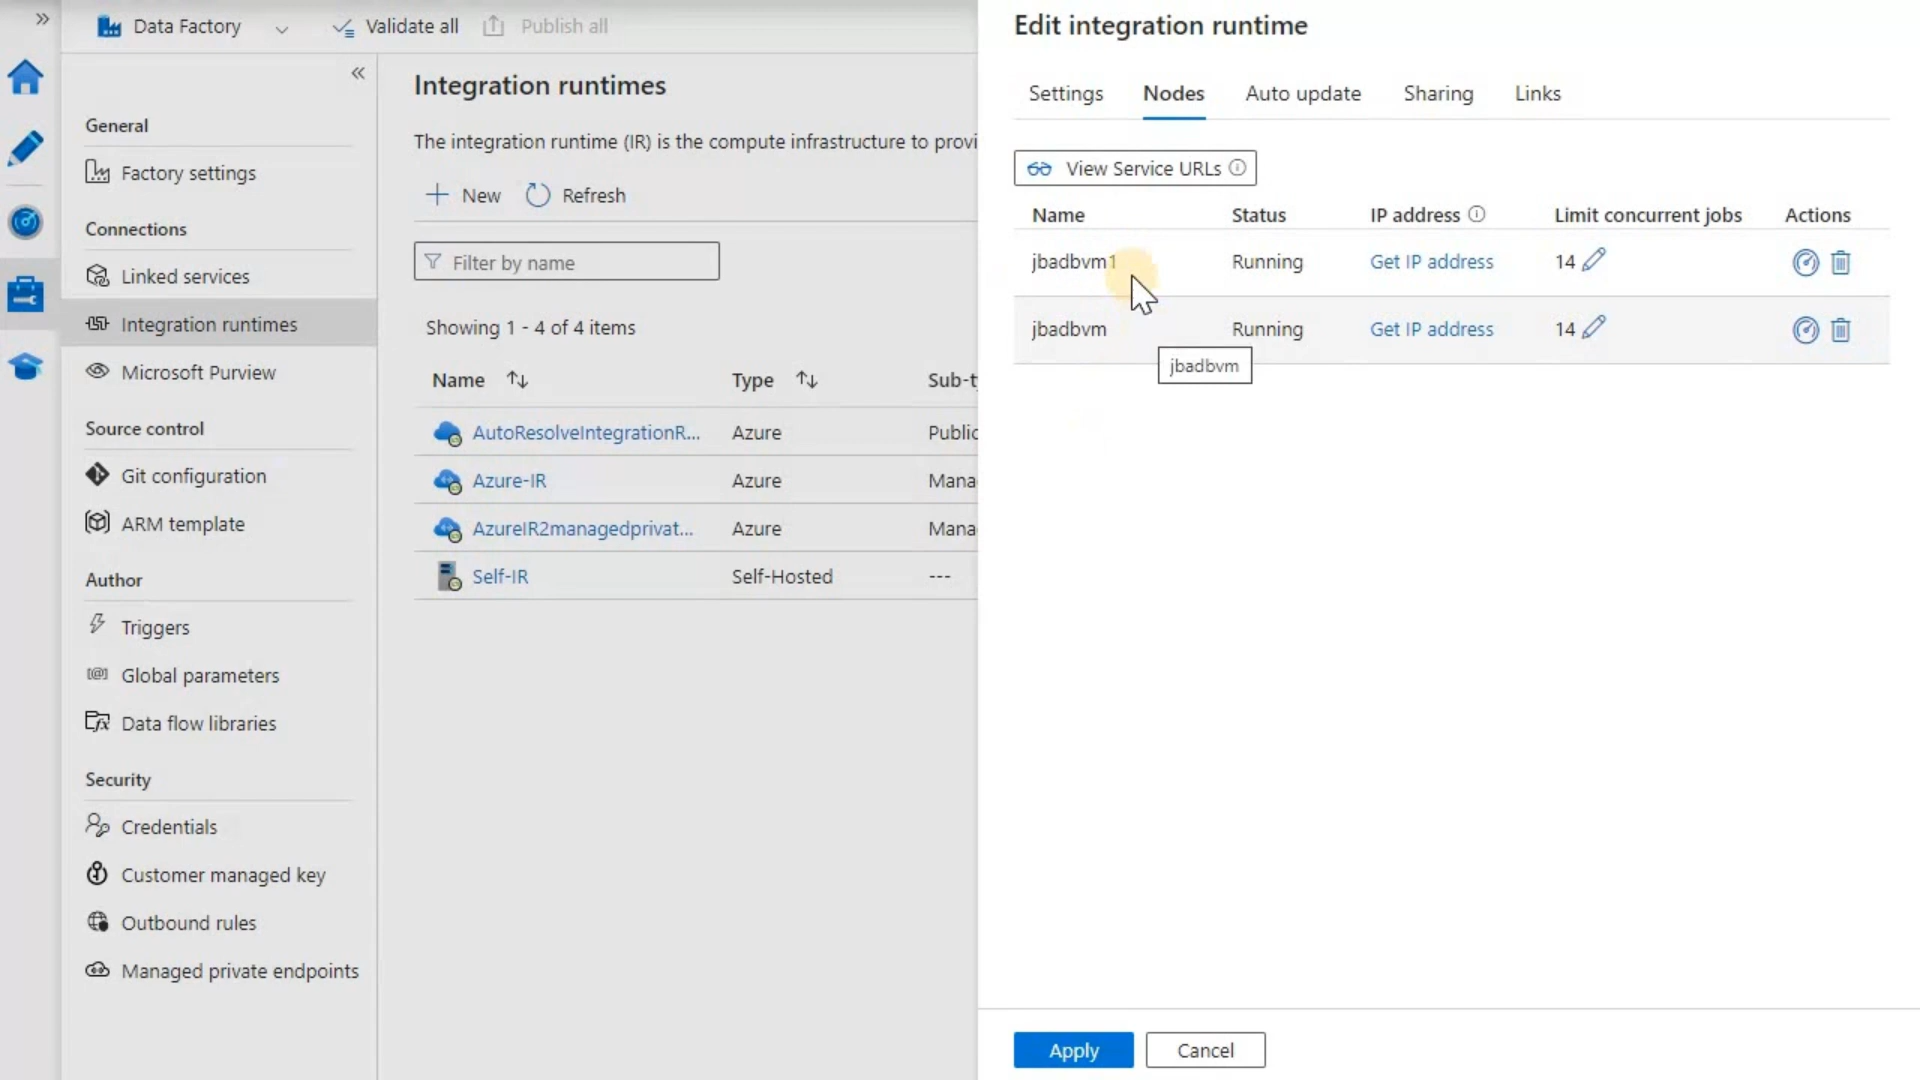 Data Factory
Validate all
Publish all
General
Factory settings
Connections
Linked services
Integration runtimes
Microsoft Purview
Source control
Git configuration
ARM template
Author
Triggers
Global parameters
Data flow libraries
Security
Credentials
Customer managed key
Outbound rules
Managed private endpoints
Integration runtimes
The integration runtime (IR) is the compute infrastructure to provi
New Refresh
Filter by name
Showing 1 - 4 of 4 items
Name Type Sub-t
AutoResolveIntegrationR... Azure Public
Azure-IR Azure Mana
AzureIR2managedprivat... Azure Mana
Self-IR Self-Hosted ---
Edit integration runtime
Settings Nodes Auto update Sharing Links
View Service URLs
Name Status IP address Limit concurrent jobs Actions
jbadbvm1 Running Get IP address 14
jbadbvm Running Get IP address 14
jbadbvm
Apply Cancel